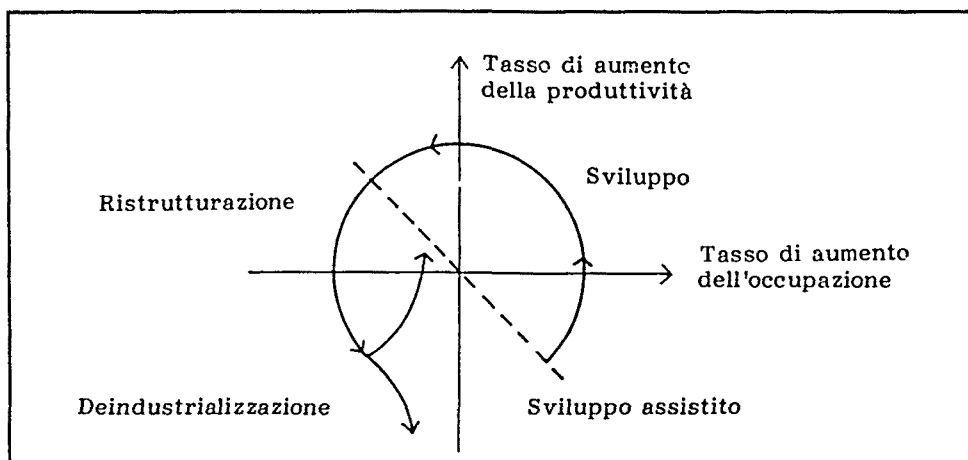 Tasso di aumento
della produttività
Sviluppo
Ristrutturazione
Tasso di aumento
dell'occupazione
Deindustrializzazione
Sviluppo assistito